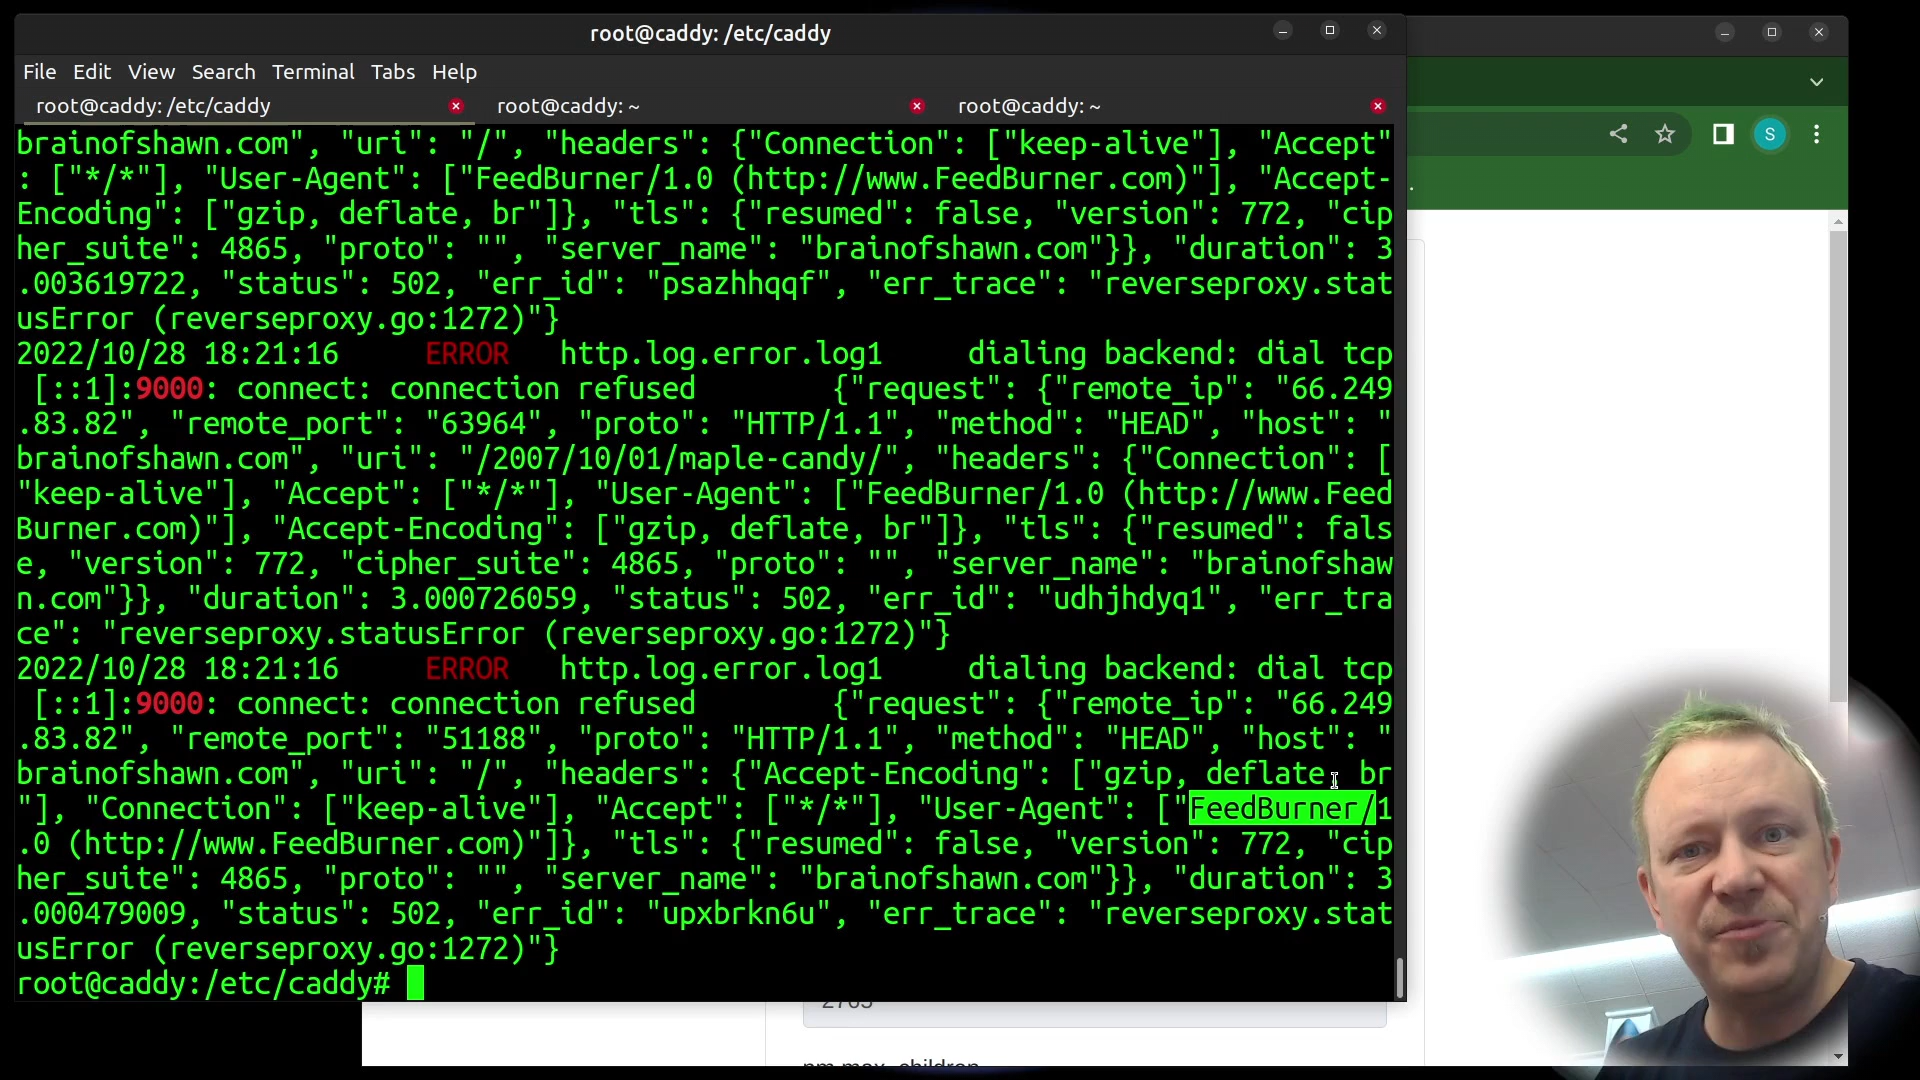 root@caddy: /etc/caddy
File Edit View Search Terminal Tabs Help
root@caddy: /etc/caddy root@caddy: ~ root@caddy: ~
S
brainofshawn.com", "uri": "/", "headers": {"Connection": ["keep-alive"], "Accept"
: ["*/*"], "User-Agent": ["FeedBurner/1.0 (http://www.FeedBurner.com)"], "Accept-
Encoding": ["gzip, deflate, br"]}, "tls": {"resumed": false, "version": 772, "cip
her_suite": 4865, "proto": "", "server_name": "brainofshawn.com"}}, "duration": 3
.003619722, "status": 502, "err_id": "psazhhqqf", "err_trace": "reverseproxy.stat
usError (reverseproxy.go:1272)"}
2022/10/28 18:21:16 ERROR http.log.error.log1 dialing backend: dial tcp
[::1]:9000: connect: connection refused {"request": {"remote_ip": "66.249
.83.82", "remote_port": "63964", "proto": "HTTP/1.1", "method": "HEAD", "host": "
brainofshawn.com", "uri": "/2007/10/01/maple-candy/", "headers": {"Connection": [
"keep-alive"], "Accept": ["*/*"], "User-Agent": ["FeedBurner/1.0 (http://www.Feed
Burner.com)"], "Accept-Encoding": ["gzip, deflate, br"]}, "tls": {"resumed": fals
e, "version": 772, "cipher_suite": 4865, "proto": "", "server_name": "brainofshaw
n.com"}}, "duration": 3.000726059, "status": 502, "err_id": "udhjhdyq1", "err_tra
ce": "reverseproxy.statusError (reverseproxy.go:1272)"}
2022/10/28 18:21:16 ERROR http.log.error.log1 dialing backend: dial tcp
[::1]:9000: connect: connection refused {"request": {"remote_ip": "66.249
.83.82", "remote_port": "51188", "proto": "HTTP/1.1", "method": "HEAD", "host": "
brainofshawn.com", "uri": "/", "headers": {"Accept-Encoding": ["gzip, deflate, br
"], "Connection": ["keep-alive"], "Accept": ["*/*"], "User-Agent": ["FeedBurner/1
.0 (http://www.FeedBurner.com)"]}, "tls": {"resumed": false, "version": 772, "cip
her_suite": 4865, "proto": "", "server_name": "brainofshawn.com"}}, "duration": 3
.000479009, "status": 502, "err_id": "upxbrkn6u", "err_trace": "reverseproxy.stat
usError (reverseproxy.go:1272)"}
root@caddy:/etc/caddy#